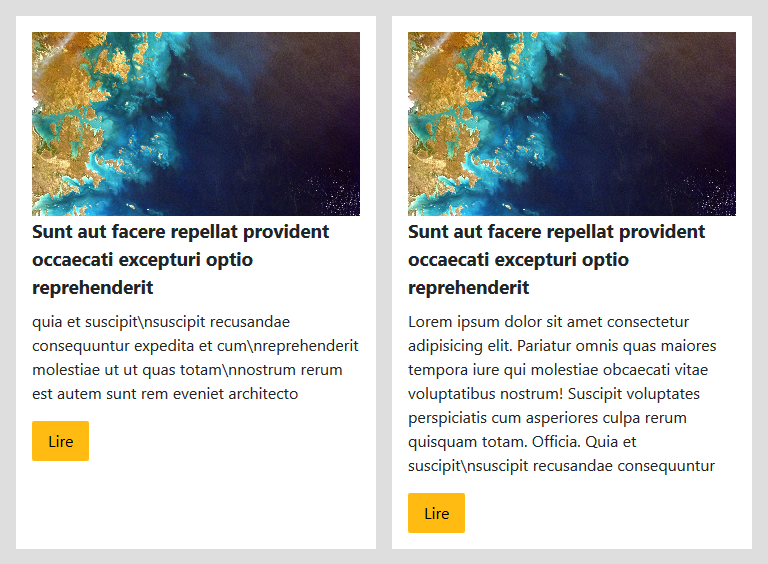 Sunt aut facere repellat provident
occaecati excepturi optio
reprehenderit
quia et suscipit\nsuscipit recusandae
consequuntur expedita et cum\nreprehenderit
molestiae ut ut quas totam\nnostrum rerum
est autem sunt rem eveniet architecto
Lire
Sunt aut facere repellat provident
occaecati excepturi optio
reprehenderit
Lorem ipsum dolor sit amet consectetur
adipisicing elit. Pariatur omnis quas maiores
tempora iure qui molestiae obcaecati vitae
voluptatibus nostrum! Suscipit voluptates
perspiciatis cum asperiores culpa rerum
quisquam totam. Officia. Quia et
suscipit\nsuscipit recusandae consequuntur
Lire